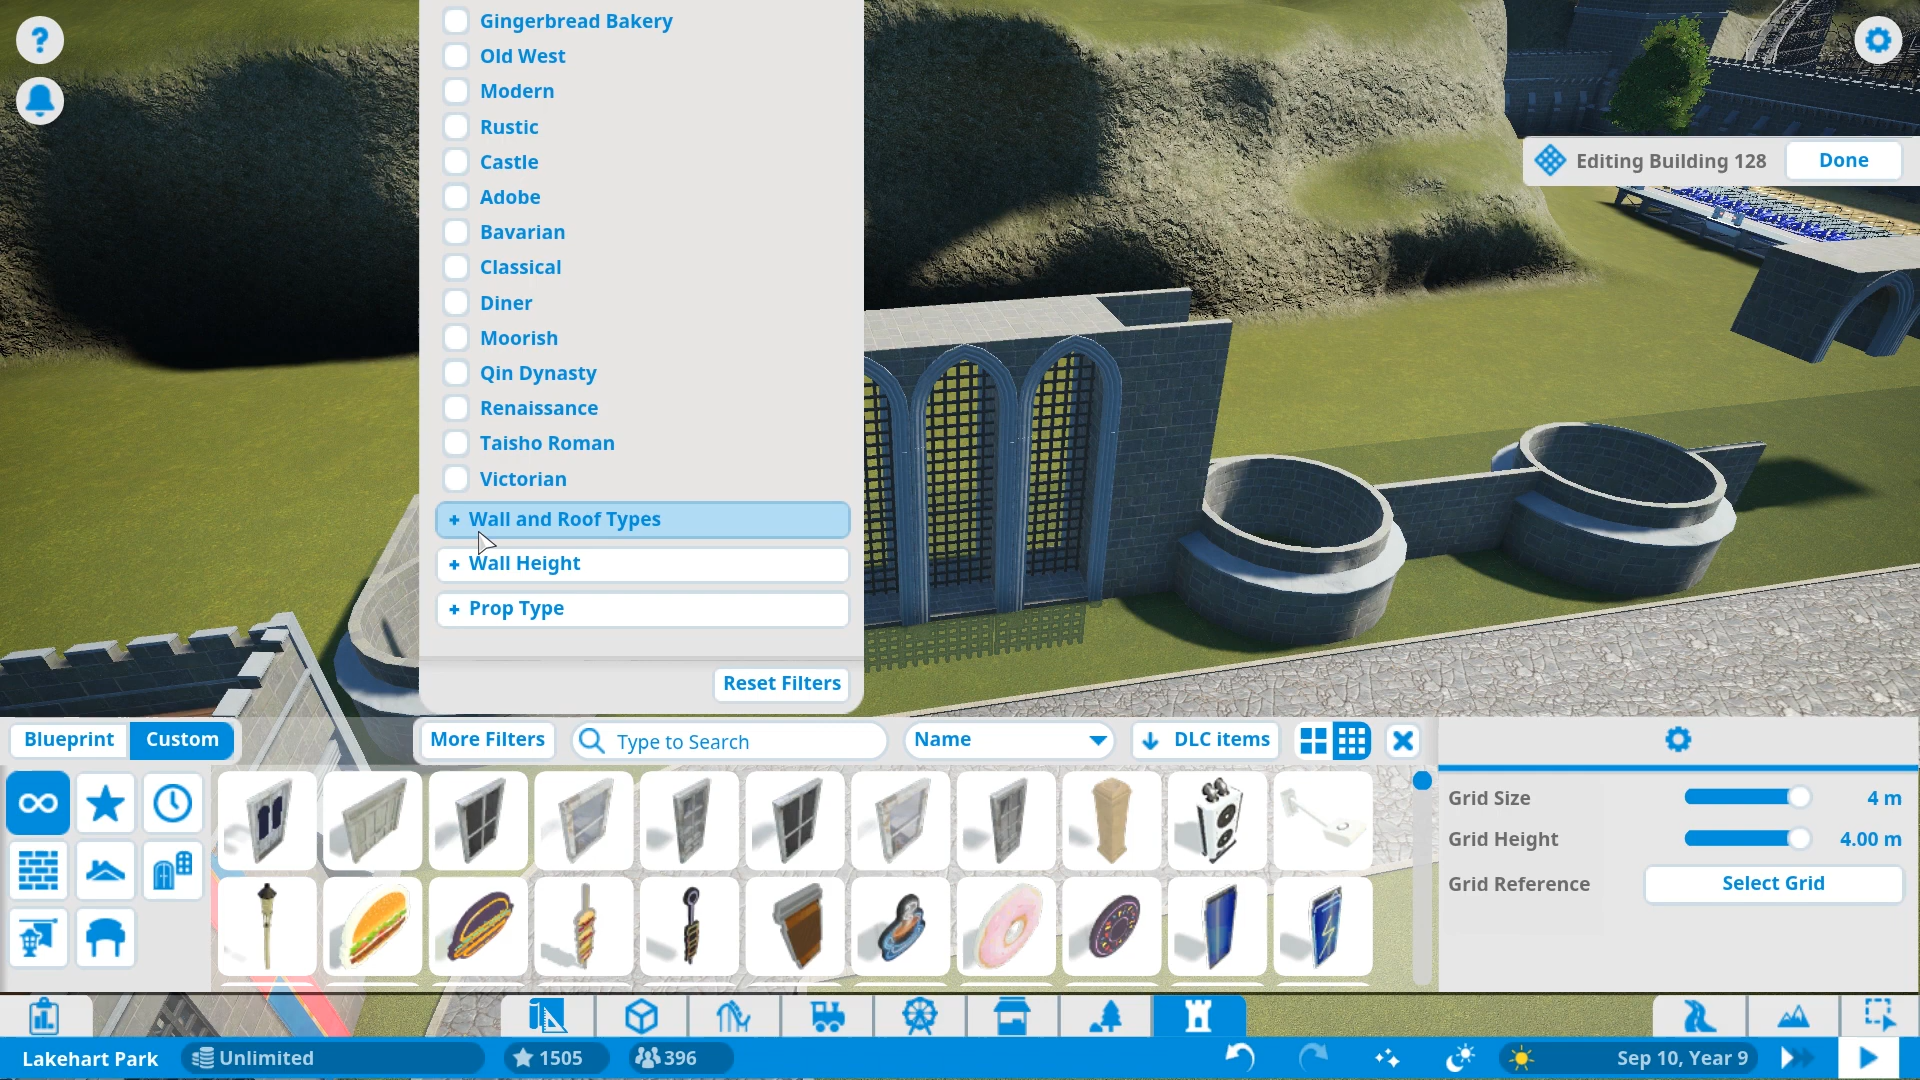 Gingerbread Bakery
Old West
Modern
Rustic
Castle
Adobe
Bavarian
Classical
Diner
Moorish
Qin Dynasty
Renaissance
Taisho Roman
Victorian
+ Wall and Roof Types
+ Wall Height
+ Prop Type
Reset Filters
Editing Building 128
Done
Blueprint
Custom
More Filters
Type to Search
Name
DLC items
Grid Size
4 m
Grid Height
4.00 m
Grid Reference
Select Grid
Lakehart Park
Unlimited
1505
396
Sep 10, Year 9